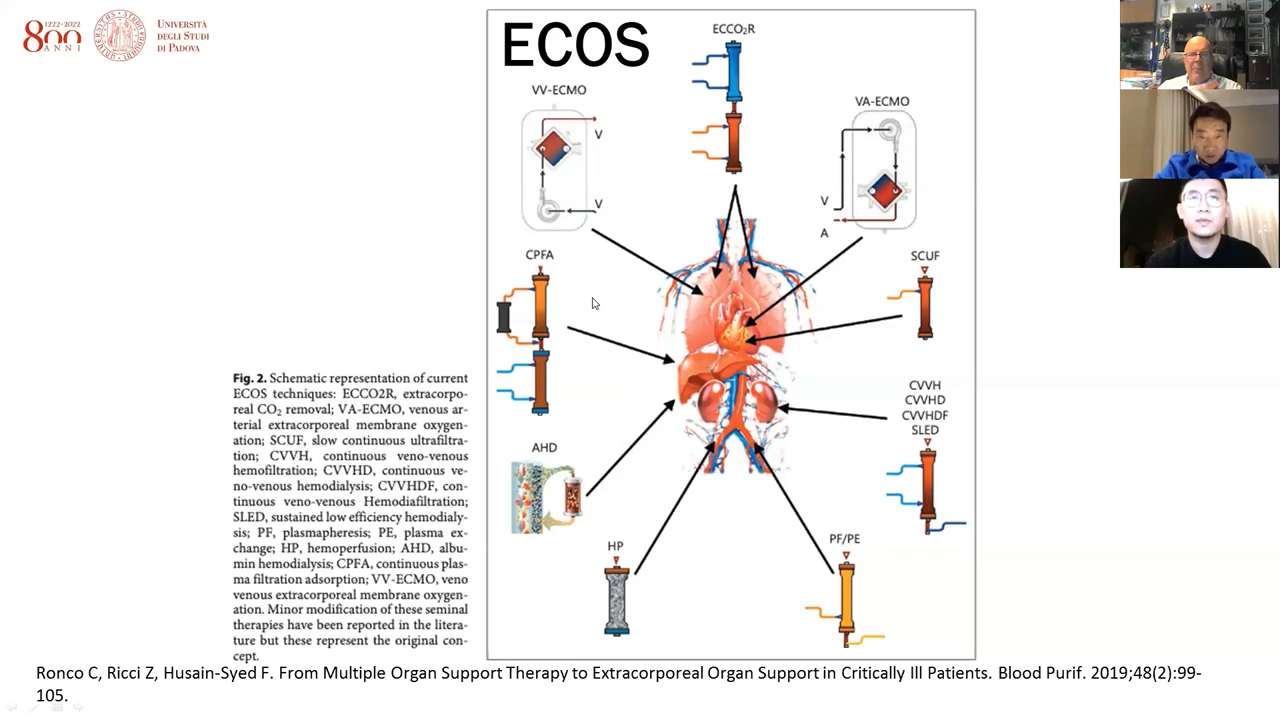 1222-2022
800
ANNI
UNIVERSITÀ
DEGLI STUDI
DI PADOVA
ECOS
ECCO2R
VV-ECMO
VA-ECMO
V
V
V
A
CPFA
SCUF
CVVH
CVVHD
CVVHDF
SLED
AHD
HP
PF/PE
Fig. 2. Schematic representation of current
ECOS techniques: ECCO2R, extracorpo-
real CO2 removal; VA-ECMO, venous ar-
terial extracorporeal membrane oxygen-
ation; SCUF, slow continuous ultrafiltra-
tion; CVVH, continuous veno-venous
hemofiltration; CVVHD, continuous ve-
no-venous hemodialysis; CVVHDF, con-
tinuous veno-venous Hemodiafiltration;
SLED, sustained low efficiency hemodialy-
sis; PF, plasmapheresis; PE, plasma ex-
change; HP, hemoperfusion; AHD, albu-
min hemodialysis; CPFA, continuous plas-
ma filtration adsorption; VV-ECMO, veno
venous extracorporeal membrane oxygen-
ation. Minor modification of these seminal
therapies have been reported in the litera-
ture but these represent the original con-
cept.
Ronco C, Ricci Z, Husain-Syed F. From Multiple Organ Support Therapy to Extracorporeal Organ Support in Critically Ill Patients. Blood Purif. 2019;48(2):99-
105.